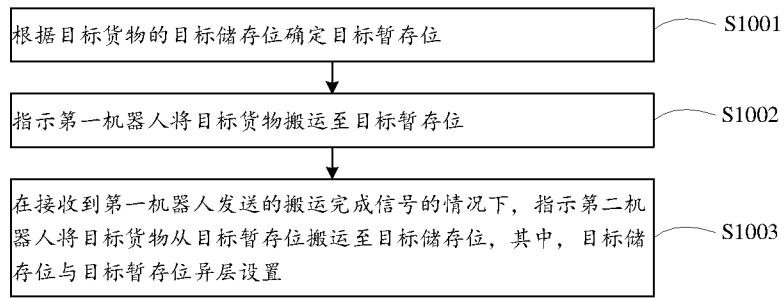 根据目标货物的目标储存位确定目标暂存位
S1001
指示第一机器人将目标货物搬运至目标暂存位
S1002
在接收到第一机器人发送的搬运完成信号的情况下，指示第二机
器人将目标货物从目标暂存位搬运至目标储存位，其中，目标储
存位与目标暂存位异层设置
S1003